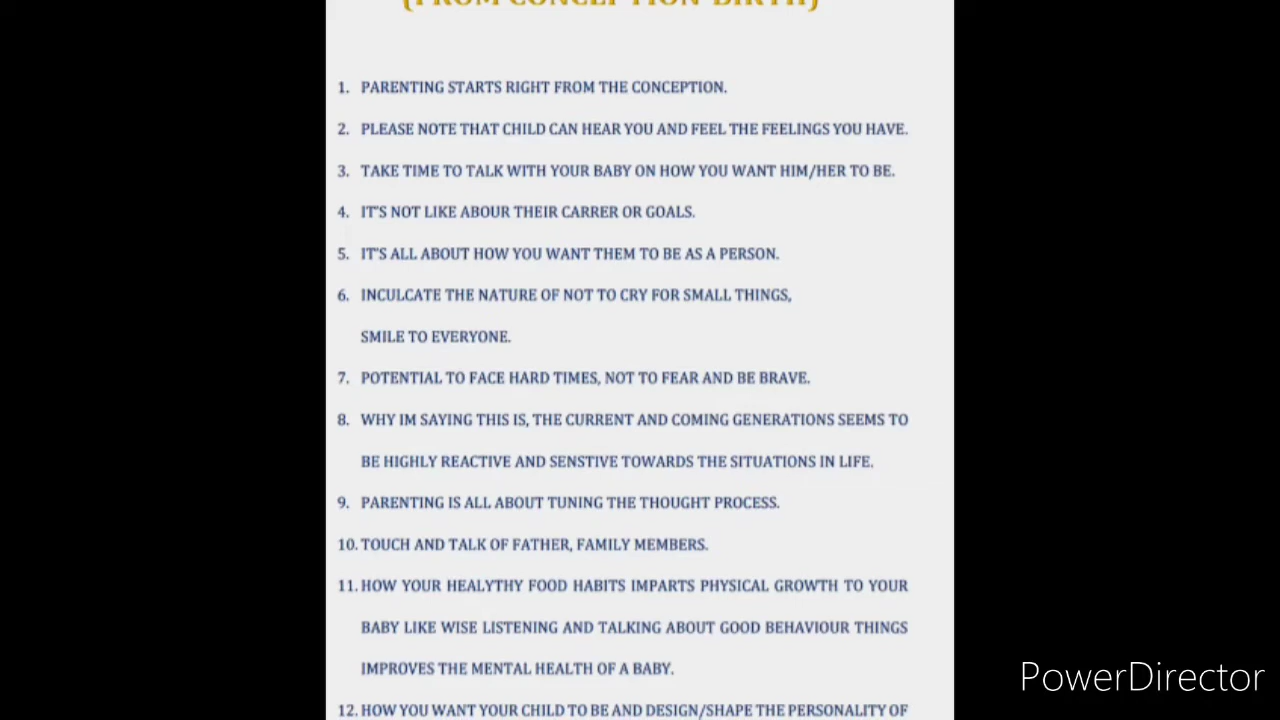 (FROM CONCEPTION-BIRTH)
1. PARENTING STARTS RIGHT FROM THE CONCEPTION.
2. PLEASE NOTE THAT CHILD CAN HEAR YOU AND FEEL THE FEELINGS YOU HAVE.
3. TAKE TIME TO TALK WITH YOUR BABY ON HOW YOU WANT HIM/HER TO BE.
4. IT'S NOT LIKE ABOUR THEIR CARRER OR GOALS.
5. IT'S ALL ABOUT HOW YOU WANT THEM TO BE AS A PERSON.
6. INCULCATE THE NATURE OF NOT TO CRY FOR SMALL THINGS,
SMILE TO EVERYONE.
7. POTENTIAL TO FACE HARD TIMES, NOT TO FEAR AND BE BRAVE.
8. WHY IM SAYING THIS IS, THE CURRENT AND COMING GENERATIONS SEEMS TO
BE HIGHLY REACTIVE AND SENSTIVE TOWARDS THE SITUATIONS IN LIFE.
9. PARENTING IS ALL ABOUT TUNING THE THOUGHT PROCESS.
10. TOUCH AND TALK OF FATHER, FAMILY MEMBERS.
11. HOW YOUR HEALYTHY FOOD HABITS IMPARTS PHYSICAL GROWTH TO YOUR
BABY LIKE WISE LISTENING AND TALKING ABOUT GOOD BEHAVIOUR THINGS
IMPROVES THE MENTAL HEALTH OF A BABY.
12. HOW YOU WANT YOUR CHILD TO BE AND DESIGN/SHAPE THE PERSONALITY OF
PowerDirector